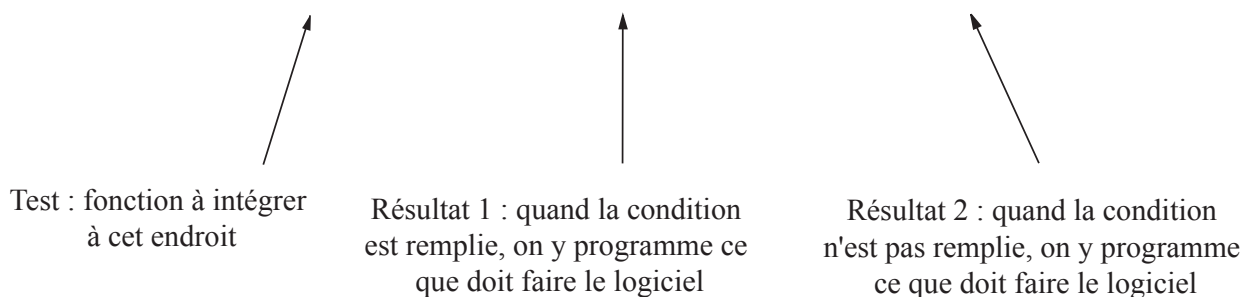 Test : fonction à intégrer
à cet endroit
Résultat 1 : quand la condition
est remplie, on y programme ce
que doit faire le logiciel
Résultat 2 : quand la condition
n'est pas remplie, on y programme
ce que doit faire le logiciel